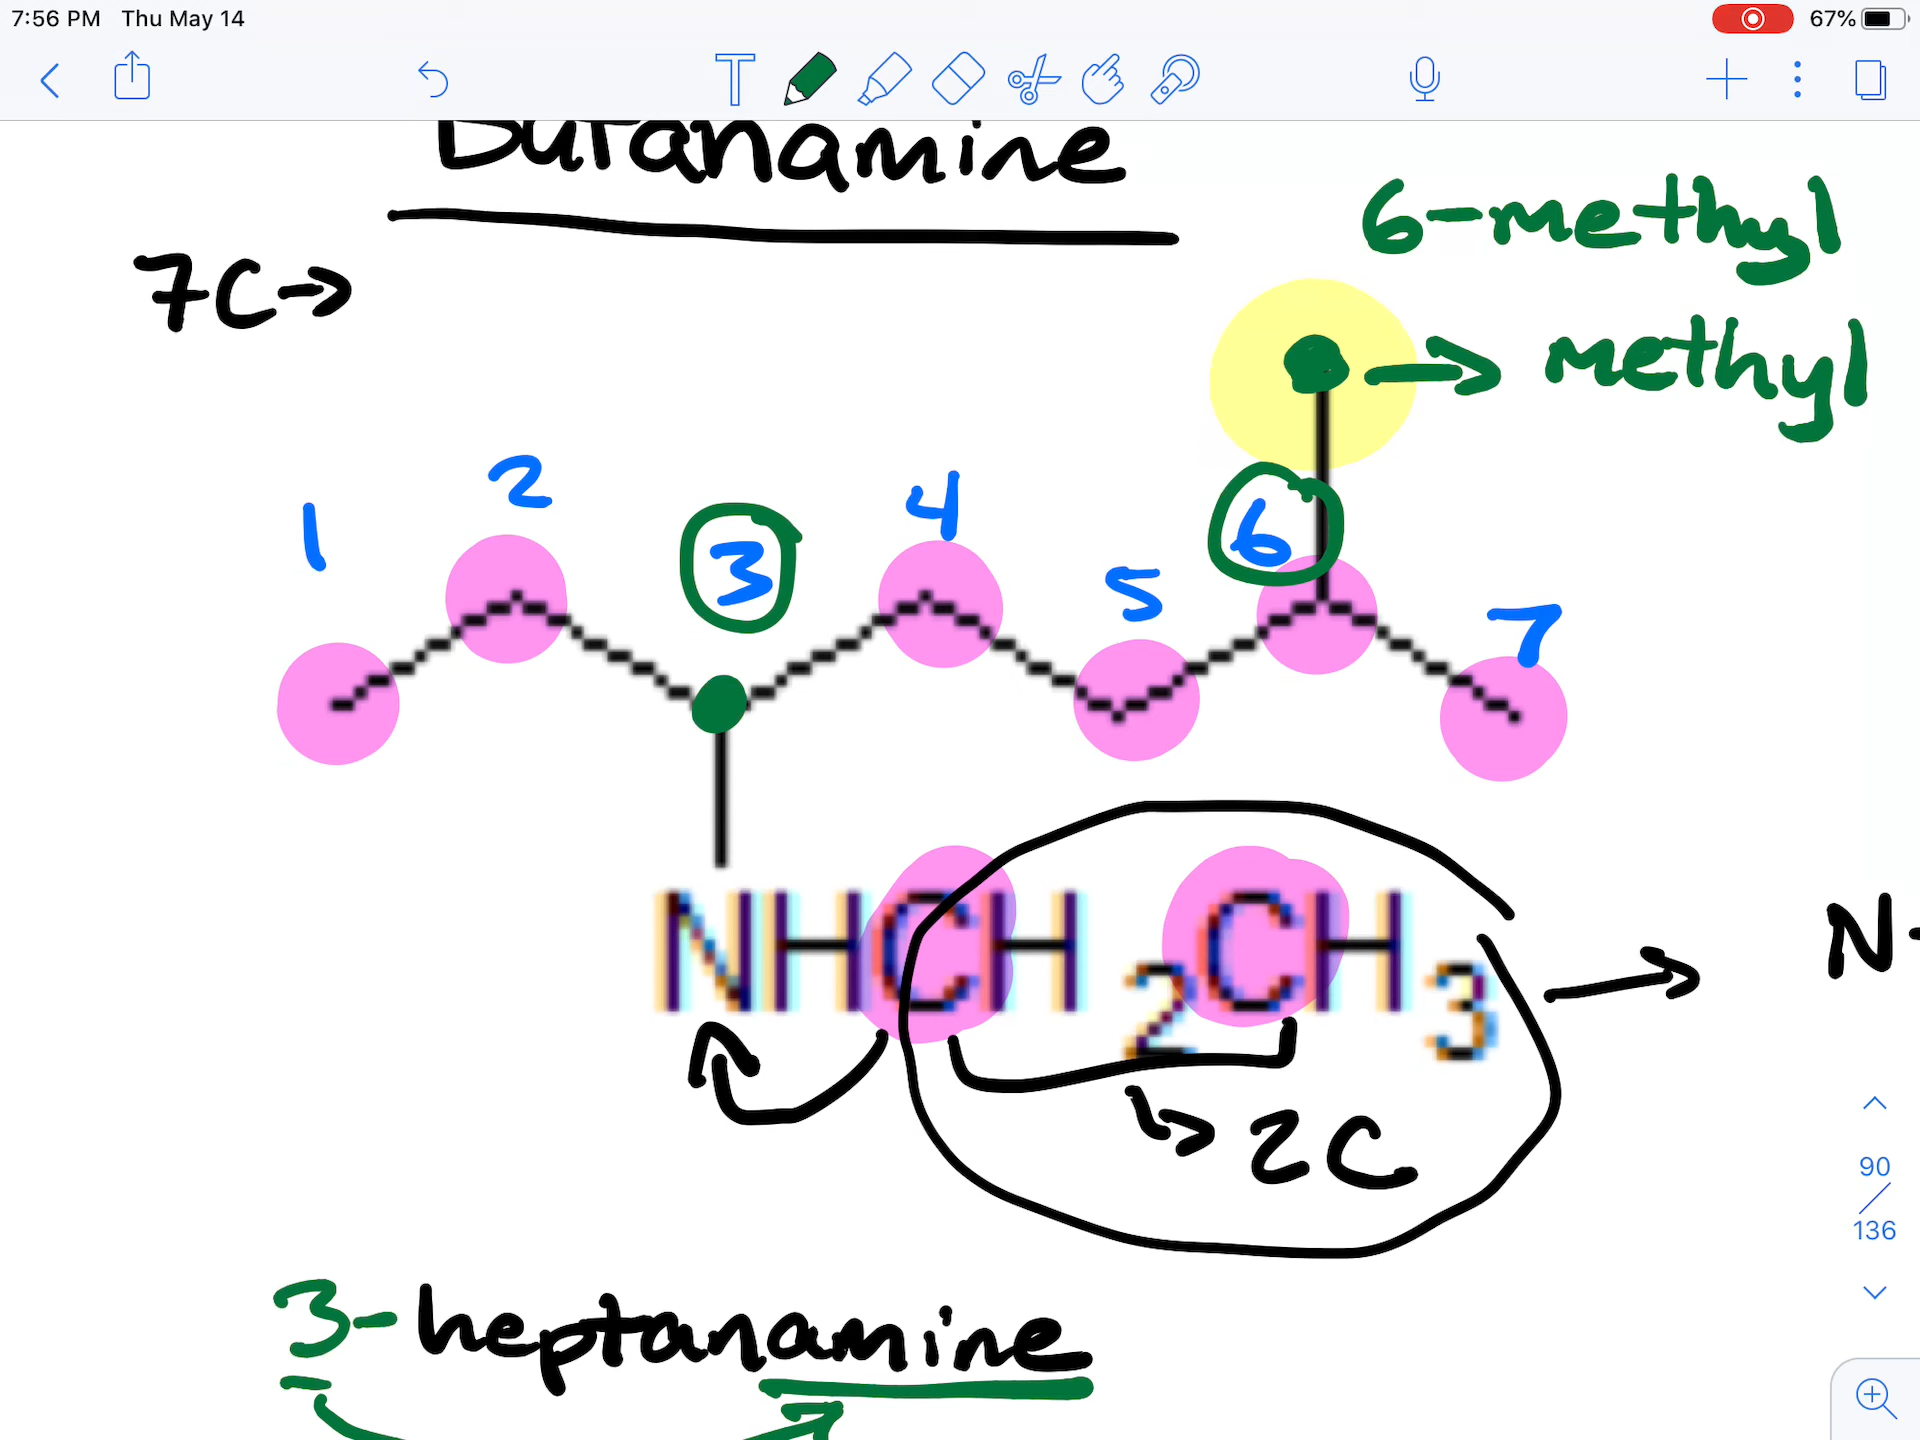 7:56 PM Thu May 14
67%
T
Butanamine
6-methyl
7C→
→ methyl
1 2 3 4 5 6 7
NHCH2CH3 → N-
↳ 2C
90
/
136
3-heptanamine